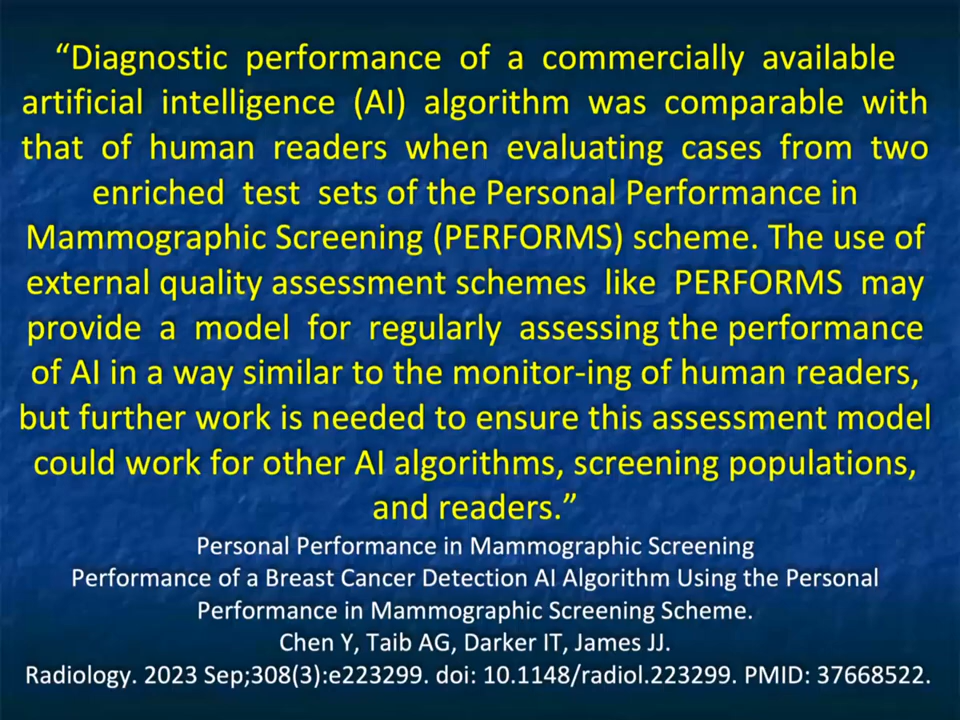 “Diagnostic performance of a commercially available
artificial intelligence (AI) algorithm was comparable with
that of human readers when evaluating cases from two
enriched test sets of the Personal Performance in
Mammographic Screening (PERFORMS) scheme. The use of
external quality assessment schemes like PERFORMS may
provide a model for regularly assessing the performance
of AI in a way similar to the monitor-ing of human readers,
but further work is needed to ensure this assessment model
could work for other AI algorithms, screening populations,
and readers.”
Personal Performance in Mammographic Screening
Performance of a Breast Cancer Detection AI Algorithm Using the Personal
Performance in Mammographic Screening Scheme.
Chen Y, Taib AG, Darker IT, James JJ.
Radiology. 2023 Sep;308(3):e223299. doi: 10.1148/radiol.223299. PMID: 37668522.